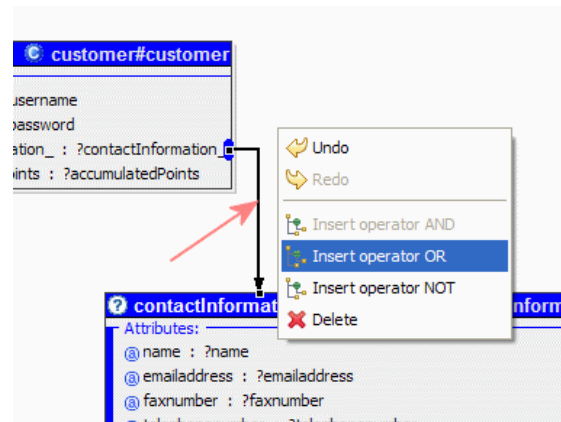 C customer#customer
username
password
ation_ : ?contactInformation_
ints : ?accumulatedPoints
Undo
Redo
Insert operator AND
Insert operator OR
Insert operator NOT
Delete
? contactInformat
nform
Attributes:
@ name : ?name
@ emailaddress : ?emailaddress
@ faxnumber : ?faxnumber